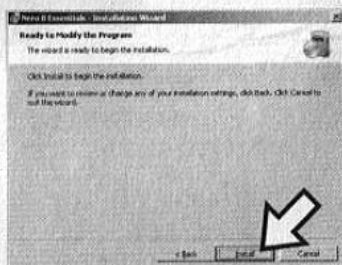 Nero 8 Essentials - Installation Wizard
Ready to Modify the Program
The wizard is ready to begin the installation.
Click Install to begin the installation.
If you want to review or change any of your installation settings, click Back. Click Cancel to
exit the wizard.
< Back
Install
Cancel